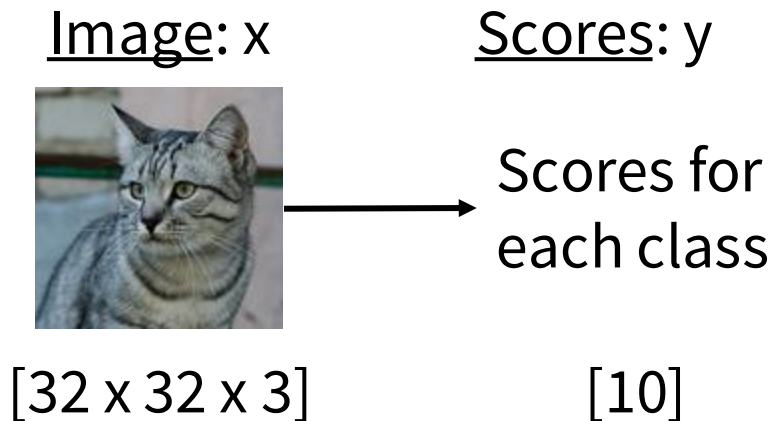 Image: x
Scores: y
Scores for
each class
[32 x 32 x 3]
[10]